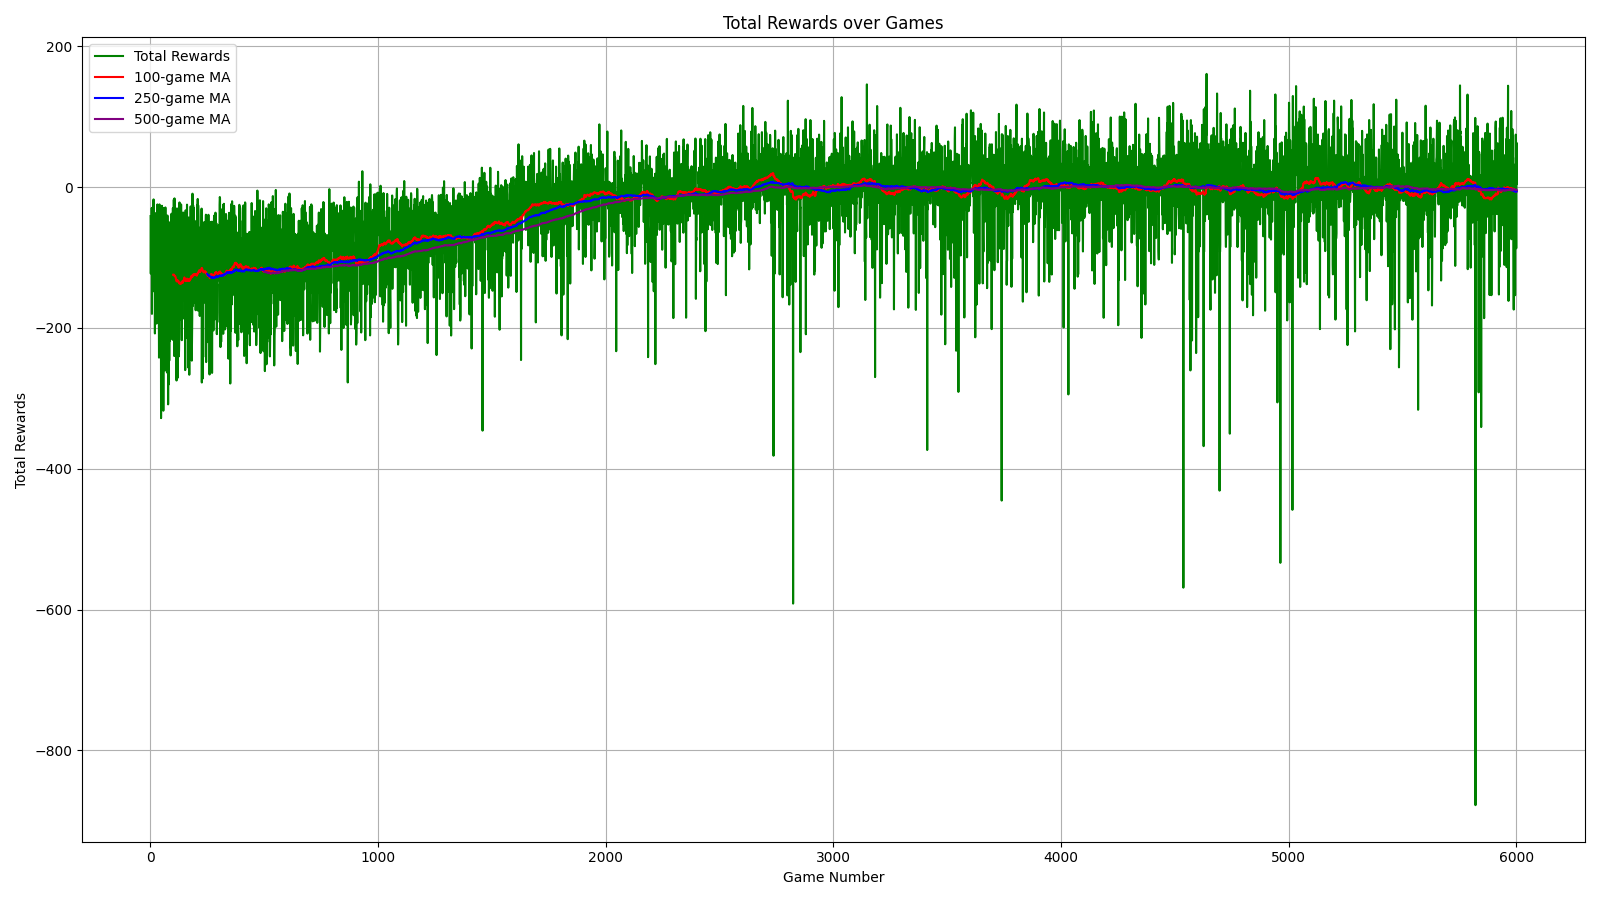 Total Rewards over Games
Total Rewards
100-game MA
250-game MA
500-game MA
200
0
−200
−400
−600
−800
Total Rewards
0
1000
2000
3000
4000
5000
6000
Game Number